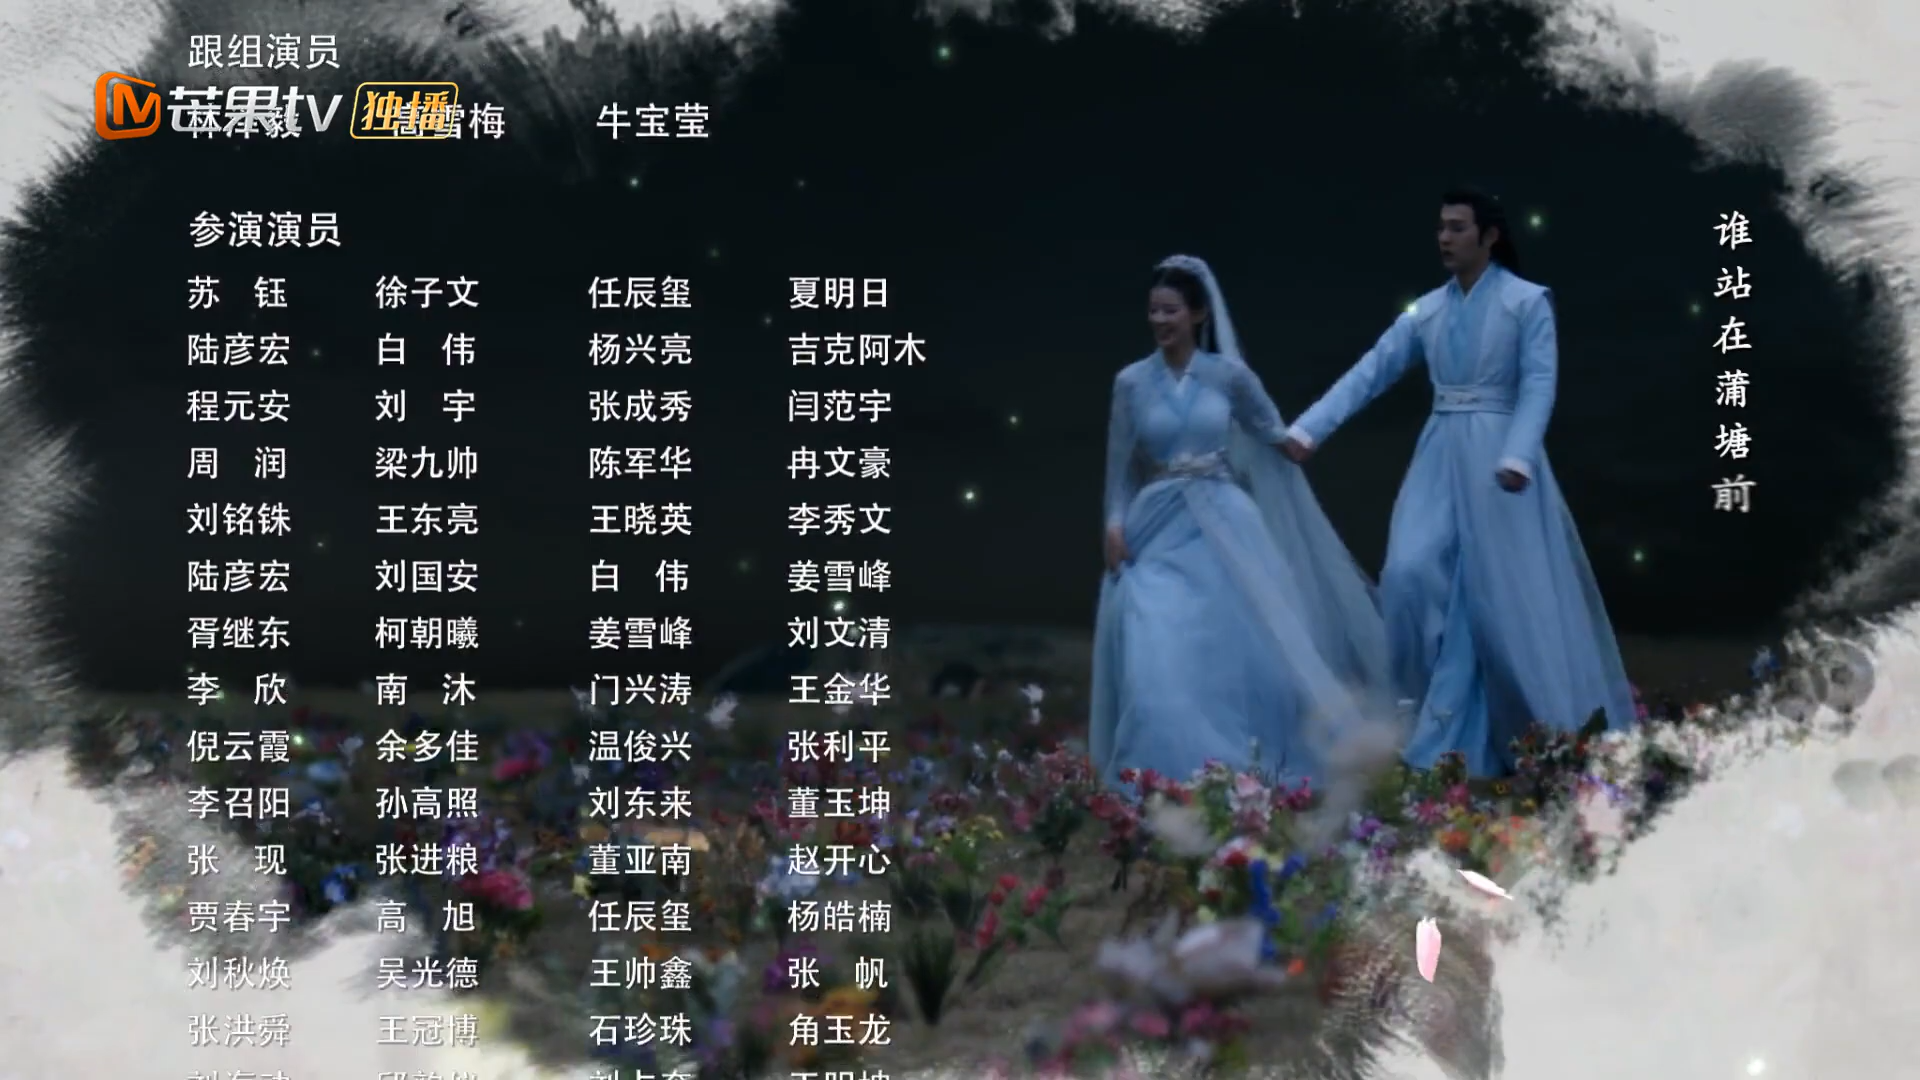 跟组演员
芒果tv 独播
雪梅 牛宝莹
参演演员
苏 钰 徐子文 任辰玺 夏明日
陆彦宏 白 伟 杨兴亮 吉克阿木
程元安 刘 宇 张成秀 闫范宇
周 润 梁九帅 陈军华 冉文豪
刘铭铢 王东亮 王晓英 李秀文
陆彦宏 刘国安 白 伟 姜雪峰
胥继东 柯朝曦 姜雪峰 刘文清
李 欣 南 沐 门兴涛 王金华
倪云霞 余多佳 温俊兴 张利平
李召阳 孙高照 刘东来 董玉坤
张 现 张进粮 董亚南 赵开心
贾春宇 高 旭 任辰玺 杨皓楠
刘秋焕 吴光德 王帅鑫 张 帆
张洪舜 王冠博 石珍珠 角玉龙
谁站在蒲塘前